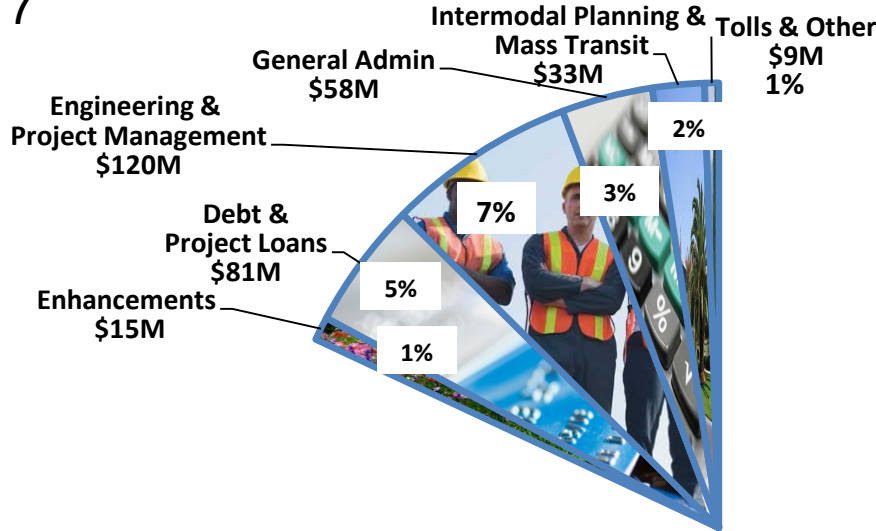 7
Intermodal Planning &
Mass Transit
$33M
Tolls & Other
$9M
1%
General Admin
$58M
Engineering &
Project Management
$120M
Debt &
Project Loans
$81M
Enhancements
$15M
2%
3%
7%
5%
1%
9
%